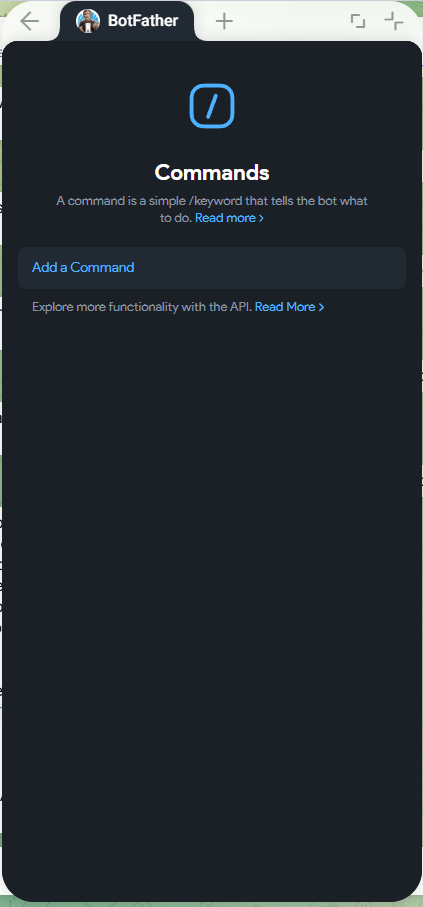 BotFather
Commands
A command is a simple /keyword that tells the bot what
to do. Read more >
Add a Command
Explore more functionality with the API. Read More >